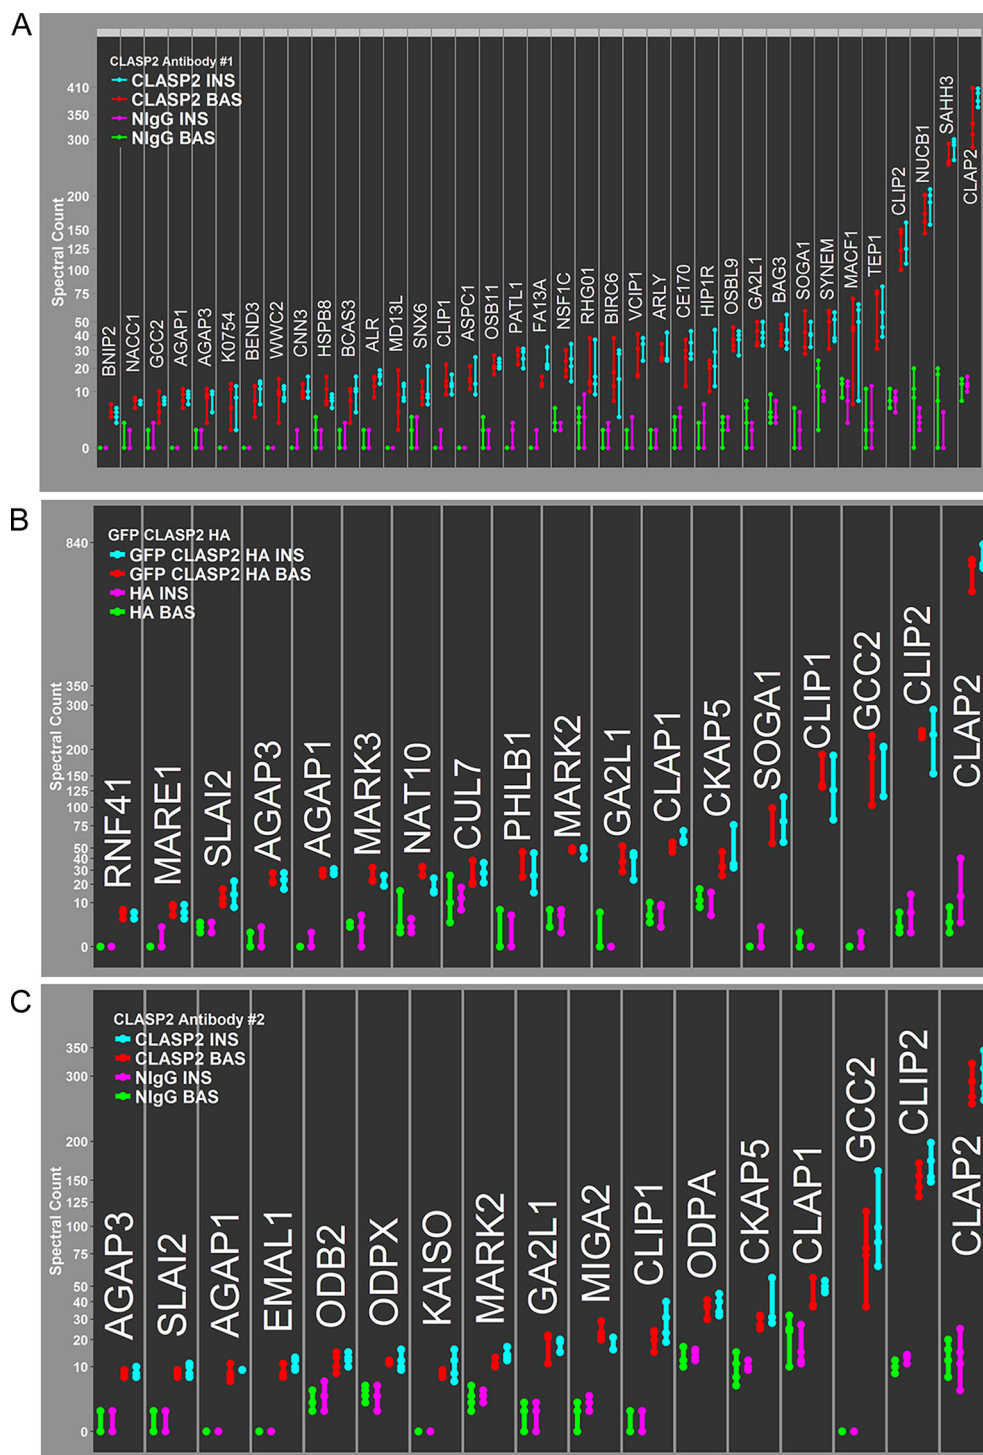 A
CLASP2 Antibody #1
CLASP2 INS
CLASP2 BAS
NIgG INS
NIgG BAS
Spectral Count
410
350
300
200
150
125
100
75
50
40
30
20
10
0
BNIP2
NACC1
GCC2
AGAP1
AGAP3
K0754
BEND3
WWC2
CNN3
HSPB8
BCAS3
ALR
MD13L
SNX6
CLIP1
ASPC1
OSB11
PATL1
FA13A
NSF1C
RHG01
BIRC6
VCIP1
ARLY
CE170
HIP1R
OSBL9
GA2L1
BAG3
SOGA1
SYNEM
MACF1
TEP1
CLIP2
NUCB1
SAHH3
CLAP2
B
GFP CLASP2 HA
GFP CLASP2 HA INS
GFP CLASP2 HA BAS
HA INS
HA BAS
Spectral Count
840
350
300
200
150
125
100
75
50
40
30
20
10
0
RNF41
MARE1
SLAI2
AGAP3
AGAP1
MARK3
NAT10
CUL7
PHLB1
MARK2
GA2L1
CLAP1
CKAP5
SOGA1
CLIP1
GCC2
CLIP2
CLAP2
C
CLASP2 Antibody #2
CLASP2 INS
CLASP2 BAS
NIgG INS
NIgG BAS
Spectral Count
350
300
200
150
100
75
50
40
30
20
10
0
AGAP3
SLAI2
AGAP1
EMAL1
ODB2
ODPX
KAISO
MARK2
GA2L1
MIGA2
CLIP1
ODPA
CKAP5
CLAP1
GCC2
CLIP2
CLAP2